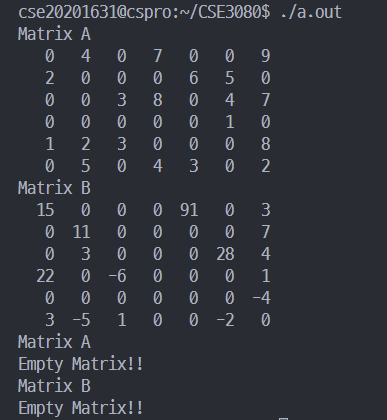 cse20201631@cspro:~/CSE3080$ ./a.out
Matrix A
0 4 0 7 0 0 9
2 0 0 0 6 5 0
0 0 3 8 0 4 7
0 0 0 0 0 1 0
1 2 3 0 0 0 8
0 5 0 4 3 0 2
Matrix B
15 0 0 0 91 0 3
0 11 0 0 0 0 7
0 3 0 0 0 28 4
22 0 -6 0 0 0 1
0 0 0 0 0 0 -4
3 -5 1 0 0 -2 0
Matrix A
Empty Matrix!!
Matrix B
Empty Matrix!!